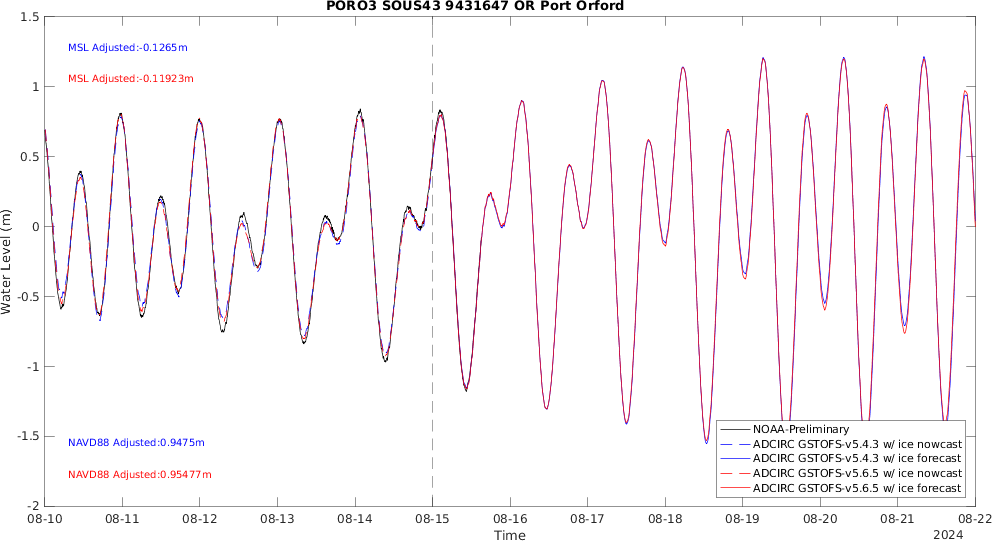 PORO3 SOUS43 9431647 OR Port Orford
MSL Adjusted:-0.1265m
MSL Adjusted:-0.11923m
NAVD88 Adjusted:0.9475m
NAVD88 Adjusted:0.95477m
Water Level (m)
1.5
1
0.5
0
-0.5
-1
-1.5
-2
NOAA-Preliminary
ADCIRC GSTOFS-v5.4.3 w/ ice nowcast
ADCIRC GSTOFS-v5.4.3 w/ ice forecast
ADCIRC GSTOFS-v5.6.5 w/ ice nowcast
ADCIRC GSTOFS-v5.6.5 w/ ice forecast
08-10 08-11 08-12 08-13 08-14 08-15 08-16 08-17 08-18 08-19 08-20 08-21 08-22
Time
2024